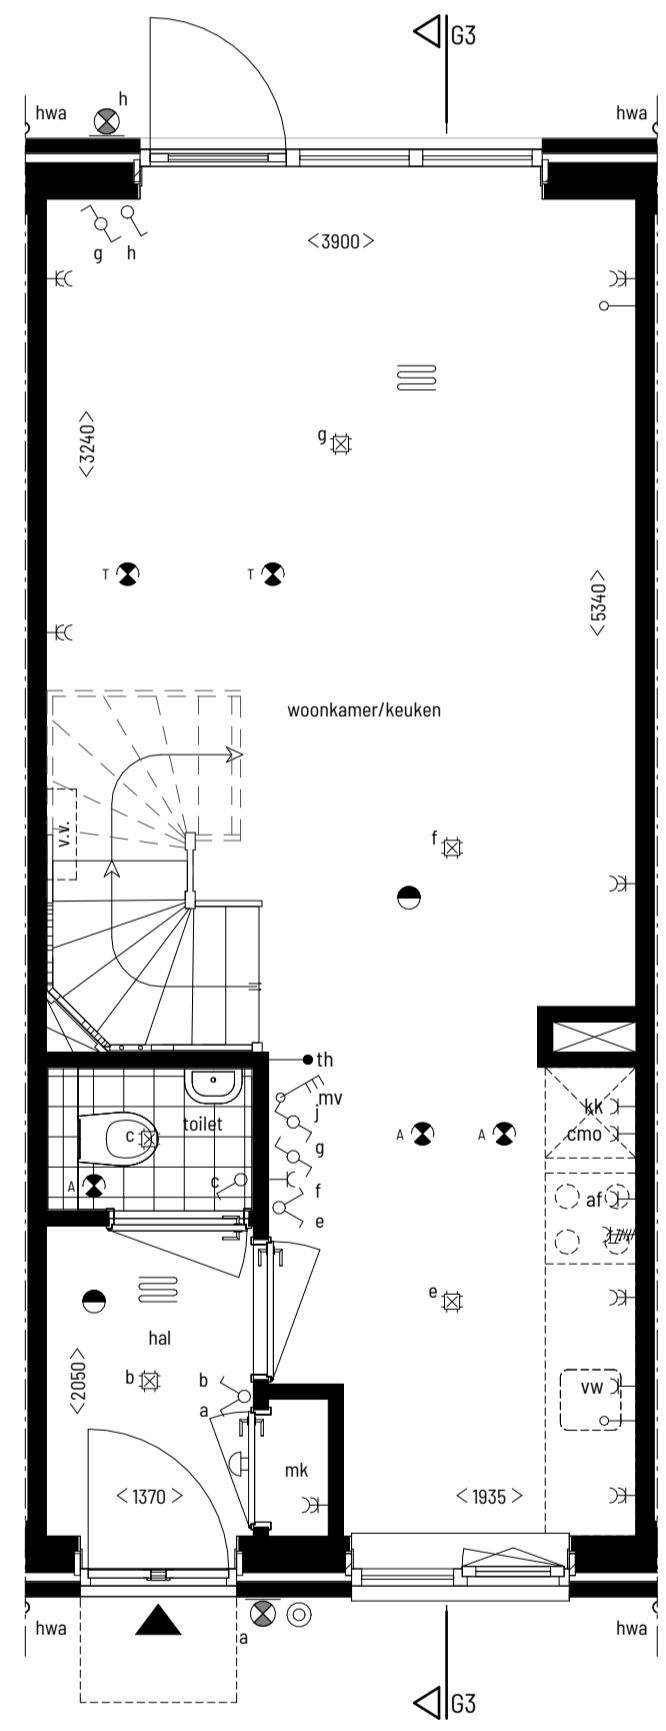 G3
h
hwa
hwa
g
h
<3900>
<3240>
g
T
T
<5340>
woonkamer/keuken
v.v.
f
th
mv
j
kk
toilet
c
A
A
cmo
g
A
c
f
af
e
e
hal
b
<2050>
b
a
vw
mk
<1370>
<1935>
hwa
a
hwa
G3